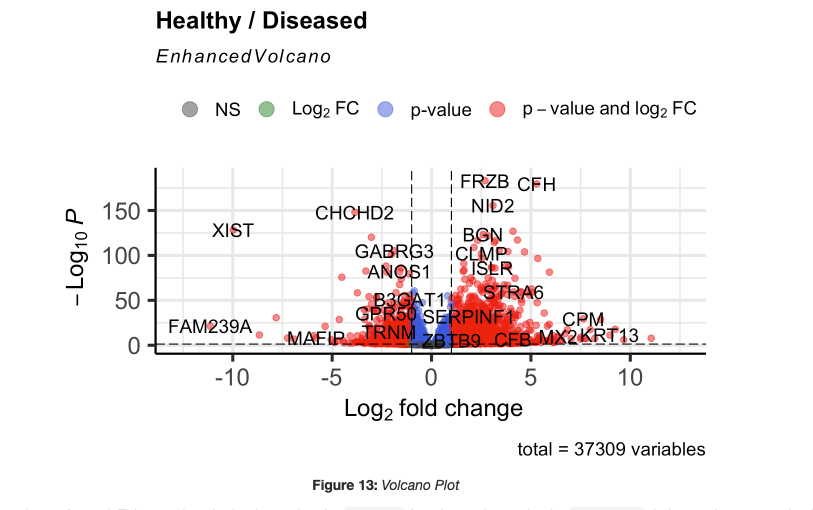 Healthy / Diseased
EnhancedVolcano
NS Log2 FC p-value p – value and log2 FC
– Log10 P
150
100
50
0
FRZB CFH
NID2
CHCHD2
XIST
BGN
GABRG3 CLMP
ANOS1 ISLR
B3GAT1 STRA6
GPR50 SERPINF1 CPM
FAM239A
MAFIP TRNM ZBTB9 CFB MX2 KRT13
-10 -5 0 5 10
Log2 fold change
total = 37309 variables
Figure 13: Volcano Plot